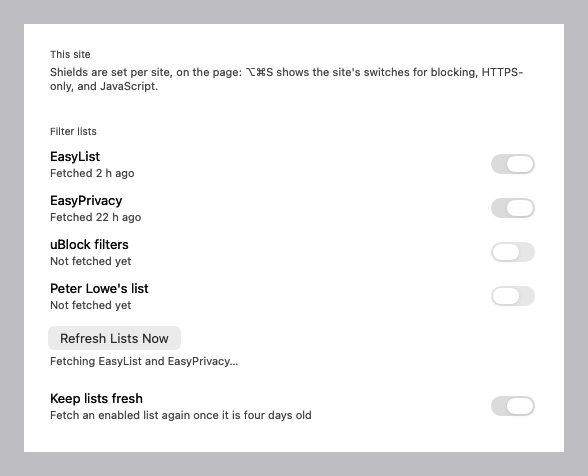 This site
Shields are set per site, on the page: ⌥⌘S shows the site's switches for blocking, HTTPS-
only, and JavaScript.
Filter lists
EasyList
Fetched 2 h ago
EasyPrivacy
Fetched 22 h ago
uBlock filters
Not fetched yet
Peter Lowe's list
Not fetched yet
Refresh Lists Now
Fetching EasyList and EasyPrivacy...
Keep lists fresh
Fetch an enabled list again once it is four days old